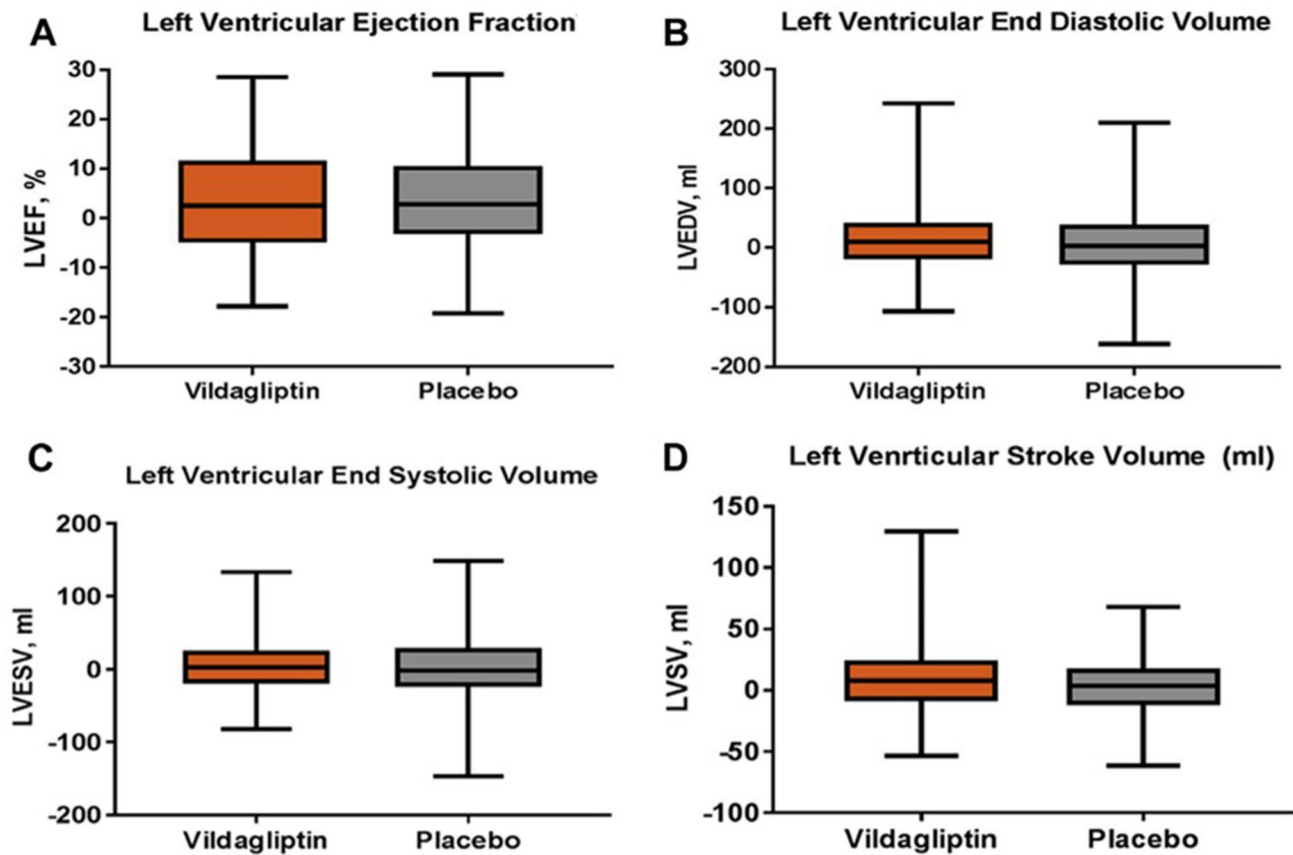 A
Left Ventricular Ejection Fraction
30
20
10
0
-10
-20
-30
LVEF, %
Vildagliptin
Placebo
B
Left Ventricular End Diastolic Volume
300
200
100
0
-100
-200
LVEDV, ml
Vildagliptin
Placebo
C
Left Ventricular End Systolic Volume
200
100
0
-100
-200
LVESV, ml
Vildagliptin
Placebo
D
Left Venrticular Stroke Volume (ml)
150
100
50
0
-50
-100
LVSV, ml
Vildagliptin
Placebo